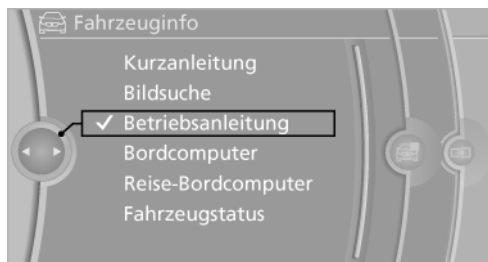 Fahrzeuginfo
Kurzanleitung
Bildsuche
Betriebsanleitung
Bordcomputer
Reise-Bordcomputer
Fahrzeugstatus